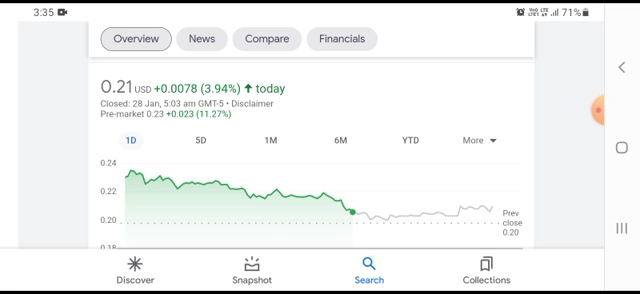 3:35
71%
Overview
News
Compare
Financials
0.21 USD +0.0078 (3.94%) ↑ today
Closed: 28 Jan, 5:03 am GMT-5 • Disclaimer
Pre-market 0.23 +0.023 (11.27%)
1D
5D
1M
6M
YTD
More
0.24
0.22
0.20
0.18
Prev
close
0.20
Discover
Snapshot
Search
Collections